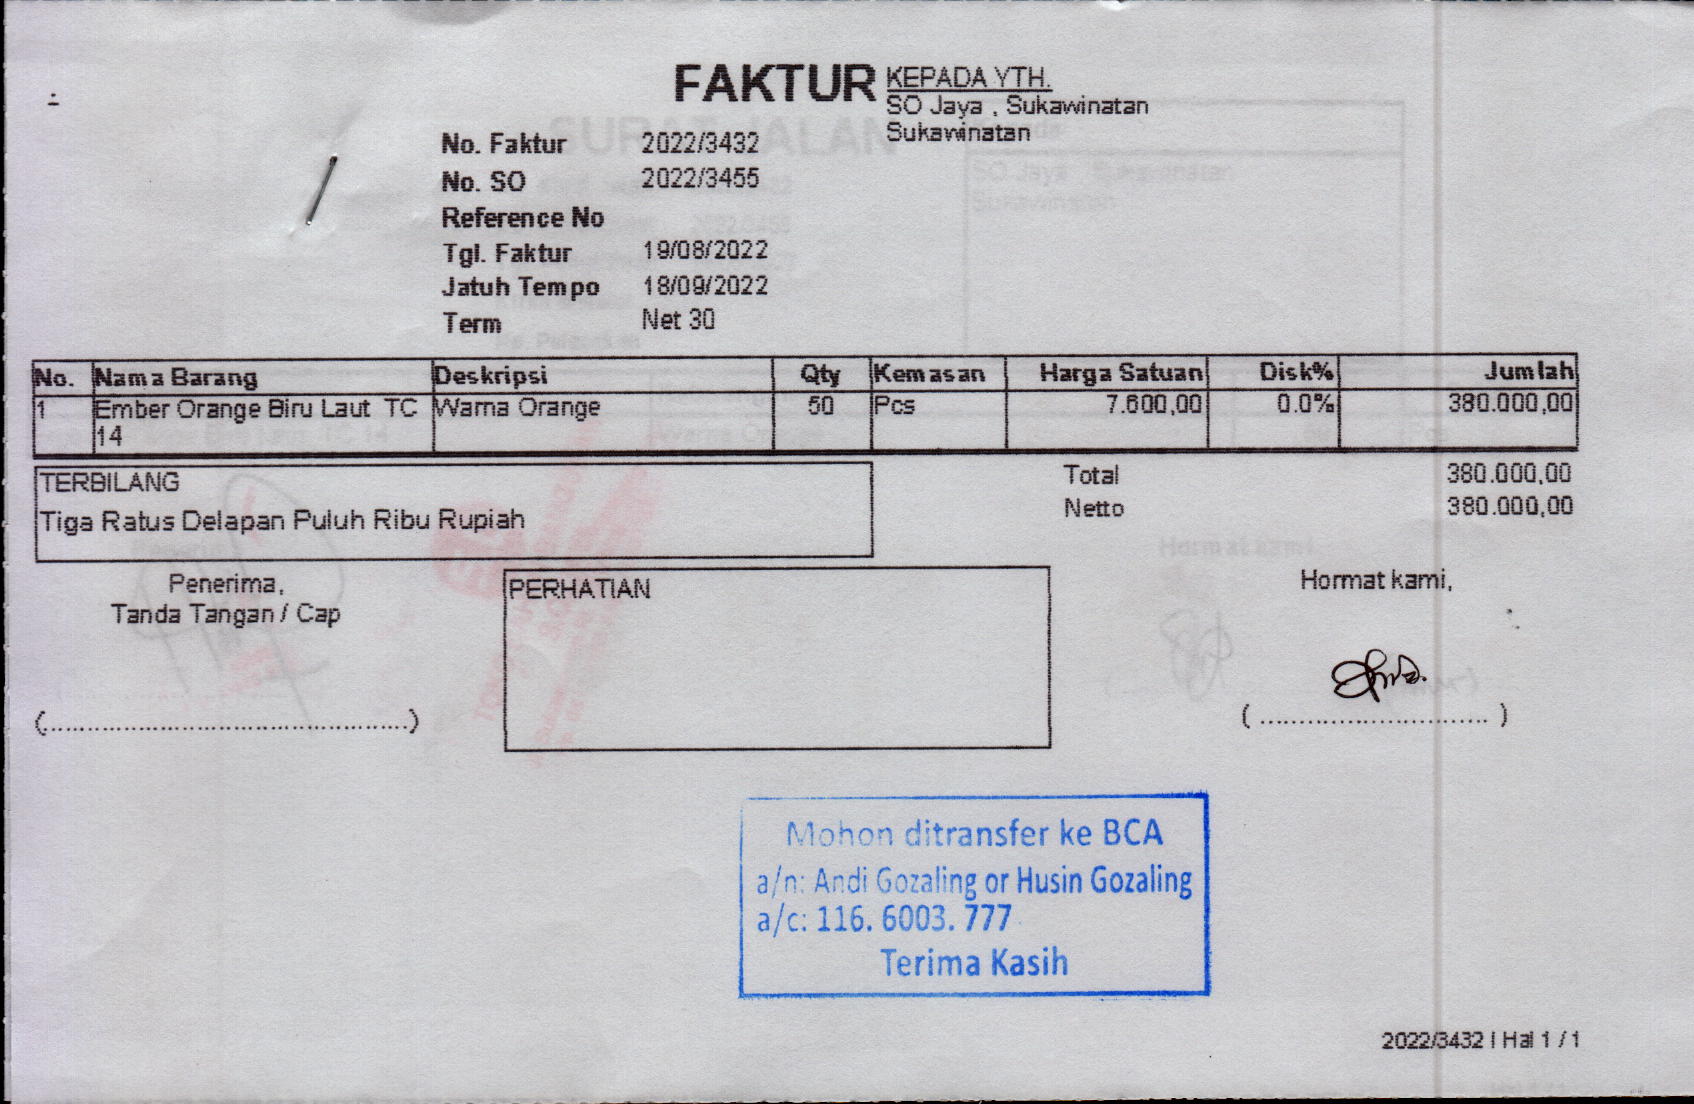 FAKTUR
KEPADA YTH.
SO Jaya , Sukawinatan
Sukawinatan
No. Faktur 2022/3432
No. SO 2022/3455
Reference No
Tgl. Faktur 19/08/2022
Jatuh Tempo 18/09/2022
Term Net 30
No. Nama Barang Deskripsi Qty Kemasan Harga Satuan Disk% Jumlah
1 Ember Orange Biru Laut TC Warna Orange 50 Pcs 7.600,00 0.0% 380.000,00
14
TERBILANG
Tiga Ratus Delapan Puluh Ribu Rupiah
Total 380.000,00
Netto 380.000,00
Penerima,
Tanda Tangan / Cap
(..............................................)
PERHATIAN
Hormat kami,
( ............................. )
Mohon ditransfer ke BCA
a/n: Andi Gozaling or Husin Gozaling
a/c: 116. 6003. 777
Terima Kasih
2022/3432 | Hal 1 / 1